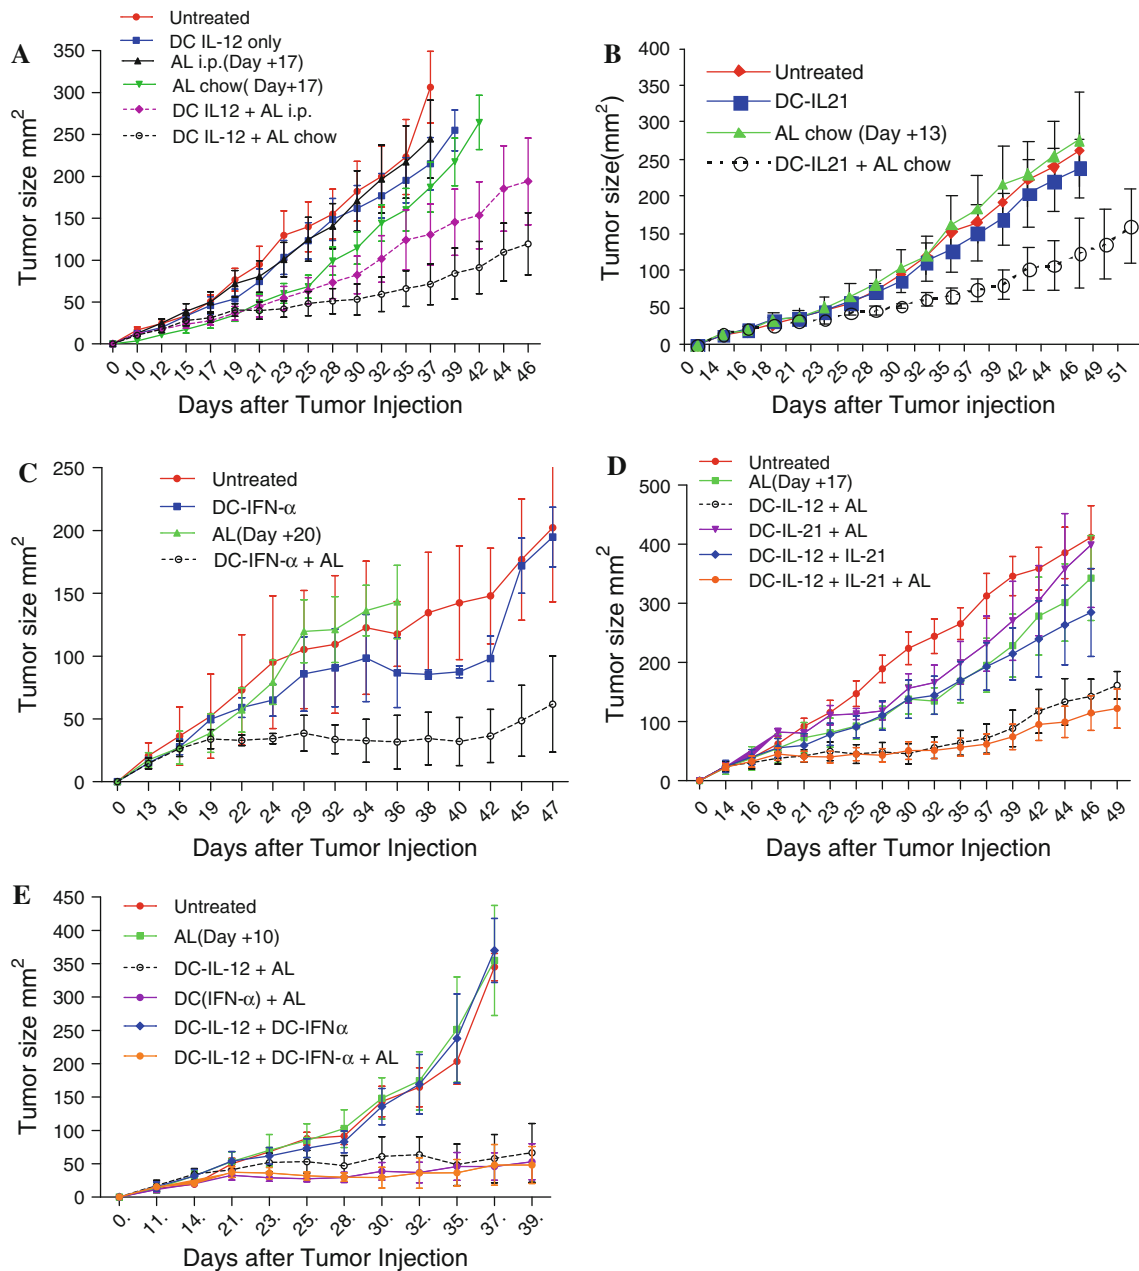 A
Untreated
DC IL-12 only
AL i.p.(Day +17)
AL chow( Day+17)
DC IL12 + AL i.p.
DC IL-12 + AL chow
Tumor size mm²
350
300
250
200
150
100
50
0
0 10 12 15 17 19 21 23 25 28 30 32 35 37 39 42 44 46
Days after Tumor Injection
B
Untreated
DC-IL21
AL chow (Day +13)
DC-IL21 + AL chow
Tumor size(mm²)
400
350
300
250
200
150
100
50
0
0 14 16 18 21 22 25 28 31 33 36 37 40 42 44 46 49 51
Days after Tumor injection
C
Untreated
DC-IFN-α
AL(Day +20)
DC-IFN-α + AL
Tumor size mm²
250
200
150
100
50
0
0 13 16 19 22 24 29 31 34 36 38 40 42 45 47
Days after Tumor Injection
D
Untreated
AL(Day +17)
DC-IL-12 + AL
DC-IL-21 + AL
DC-IL-12 + IL-21
DC-IL-12 + IL-21 + AL
Tumor size mm²
500
400
300
200
100
0
0 14 16 18 21 23 25 28 30 32 35 37 39 42 44 46 49
Days after Tumor Injection
E
Untreated
AL(Day +10)
DC-IL-12 + AL
DC(IFN-α) + AL
DC-IL-12 + DC-IFNα
DC-IL-12 + DC-IFN-α + AL
Tumor size mm²
450
400
350
300
250
200
150
100
50
0
0. 11. 14. 21. 23. 25. 28. 30. 32. 35. 37. 39.
Days after Tumor Injection